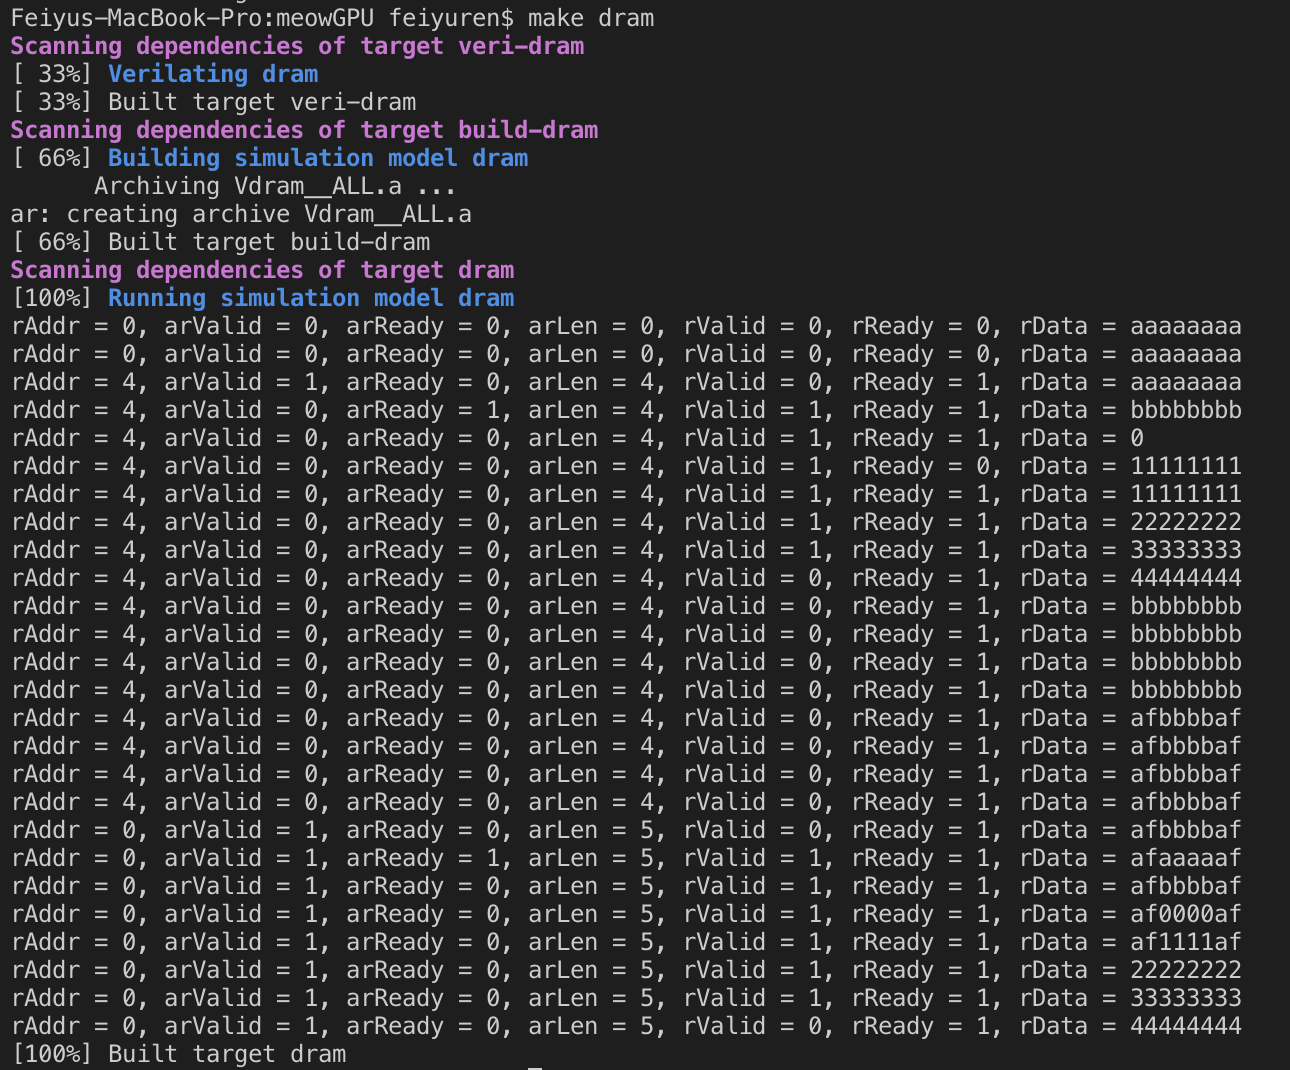 Feiyus-MacBook-Pro:meowGPU feiyuren$ make dram
Scanning dependencies of target veri-dram
[ 33%] Verilating dram
[ 33%] Built target veri-dram
Scanning dependencies of target build-dram
[ 66%] Building simulation model dram
      Archiving Vdram__ALL.a ...
ar: creating archive Vdram__ALL.a
[ 66%] Built target build-dram
Scanning dependencies of target dram
[100%] Running simulation model dram
rAddr = 0, arValid = 0, arReady = 0, arLen = 0, rValid = 0, rReady = 0, rData = aaaaaaaa
rAddr = 0, arValid = 0, arReady = 0, arLen = 0, rValid = 0, rReady = 0, rData = aaaaaaaa
rAddr = 4, arValid = 1, arReady = 0, arLen = 4, rValid = 0, rReady = 1, rData = aaaaaaaa
rAddr = 4, arValid = 0, arReady = 1, arLen = 4, rValid = 1, rReady = 1, rData = bbbbbbbb
rAddr = 4, arValid = 0, arReady = 0, arLen = 4, rValid = 1, rReady = 1, rData = 0
rAddr = 4, arValid = 0, arReady = 0, arLen = 4, rValid = 1, rReady = 0, rData = 11111111
rAddr = 4, arValid = 0, arReady = 0, arLen = 4, rValid = 1, rReady = 1, rData = 11111111
rAddr = 4, arValid = 0, arReady = 0, arLen = 4, rValid = 1, rReady = 1, rData = 22222222
rAddr = 4, arValid = 0, arReady = 0, arLen = 4, rValid = 1, rReady = 1, rData = 33333333
rAddr = 4, arValid = 0, arReady = 0, arLen = 4, rValid = 0, rReady = 1, rData = 44444444
rAddr = 4, arValid = 0, arReady = 0, arLen = 4, rValid = 0, rReady = 1, rData = bbbbbbbb
rAddr = 4, arValid = 0, arReady = 0, arLen = 4, rValid = 0, rReady = 1, rData = bbbbbbbb
rAddr = 4, arValid = 0, arReady = 0, arLen = 4, rValid = 0, rReady = 1, rData = bbbbbbbb
rAddr = 4, arValid = 0, arReady = 0, arLen = 4, rValid = 0, rReady = 1, rData = bbbbbbbb
rAddr = 4, arValid = 0, arReady = 0, arLen = 4, rValid = 0, rReady = 1, rData = afbbbbaf
rAddr = 4, arValid = 0, arReady = 0, arLen = 4, rValid = 0, rReady = 1, rData = afbbbbaf
rAddr = 4, arValid = 0, arReady = 0, arLen = 4, rValid = 0, rReady = 1, rData = afbbbbaf
rAddr = 4, arValid = 0, arReady = 0, arLen = 4, rValid = 0, rReady = 1, rData = afbbbbaf
rAddr = 0, arValid = 1, arReady = 0, arLen = 5, rValid = 0, rReady = 1, rData = afbbbbaf
rAddr = 0, arValid = 1, arReady = 1, arLen = 5, rValid = 1, rReady = 1, rData = afaaaaaf
rAddr = 0, arValid = 1, arReady = 0, arLen = 5, rValid = 1, rReady = 1, rData = afbbbbaf
rAddr = 0, arValid = 1, arReady = 0, arLen = 5, rValid = 1, rReady = 1, rData = af0000af
rAddr = 0, arValid = 1, arReady = 0, arLen = 5, rValid = 1, rReady = 1, rData = af1111af
rAddr = 0, arValid = 1, arReady = 0, arLen = 5, rValid = 1, rReady = 1, rData = 22222222
rAddr = 0, arValid = 1, arReady = 0, arLen = 5, rValid = 1, rReady = 1, rData = 33333333
rAddr = 0, arValid = 1, arReady = 0, arLen = 5, rValid = 0, rReady = 1, rData = 44444444
[100%] Built target dram